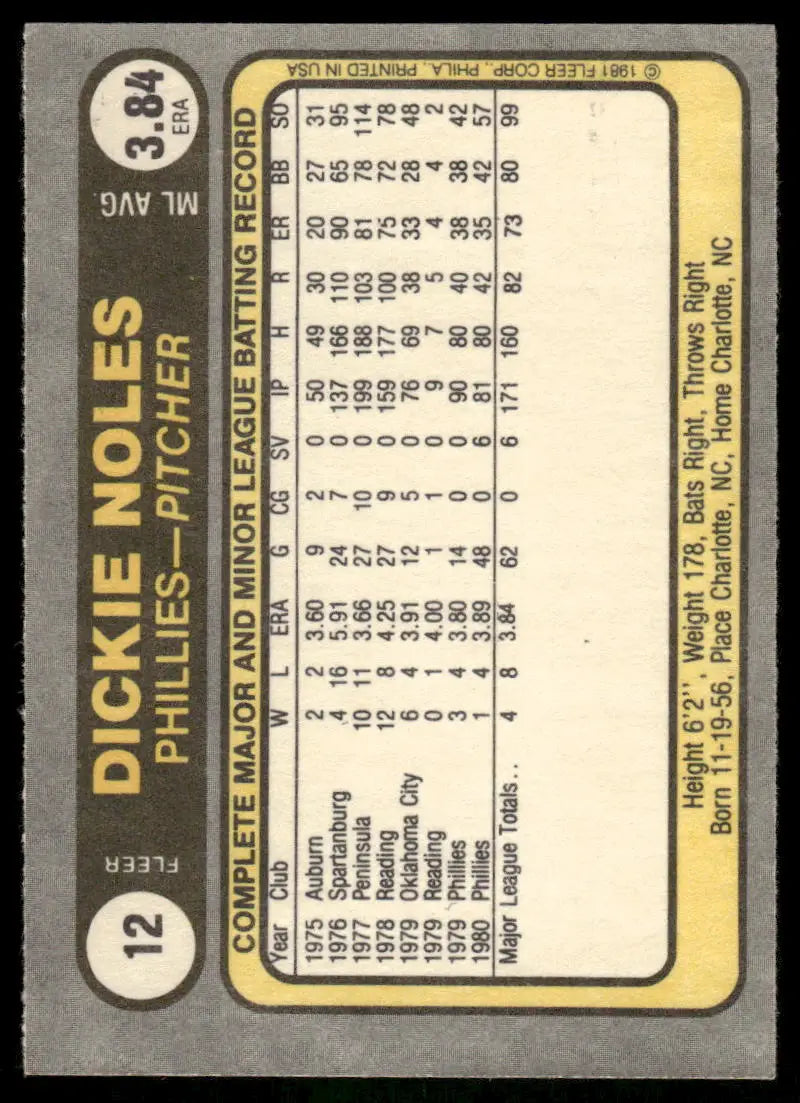 12 FLEER
DICKIE NOLES
PHILLIES—PITCHER
ML AVG. 3.84 ERA
COMPLETE MAJOR AND MINOR LEAGUE BATTING RECORD
Year Club W L ERA G CG SV IP H R ER BB SO
1975 Auburn 2 2 3.60 9 2 0 50 49 30 20 27 31
1976 Spartanburg 4 16 5.91 24 7 0 137 166 110 90 65 95
1977 Peninsula 10 11 3.66 27 10 0 199 188 103 81 78 114
1978 Reading 12 8 4.25 27 9 0 159 177 100 75 72 78
1979 Oklahoma City 6 4 3.91 12 5 0 76 69 38 33 28 48
1979 Reading 0 1 4.00 1 1 0 9 7 5 4 4 2
1979 Phillies 3 4 3.80 14 0 0 90 80 40 38 38 42
1980 Phillies 1 4 3.89 48 0 6 81 80 42 35 42 57
Major League Totals.. 4 8 3.84 62 0 6 171 160 82 73 80 99
Height 6'2'', Weight 178, Bats Right, Throws Right
Born 11-19-56, Place Charlotte, NC, Home Charlotte, NC
© 1981 FLEER CORP., PHILA., PRINTED IN USA